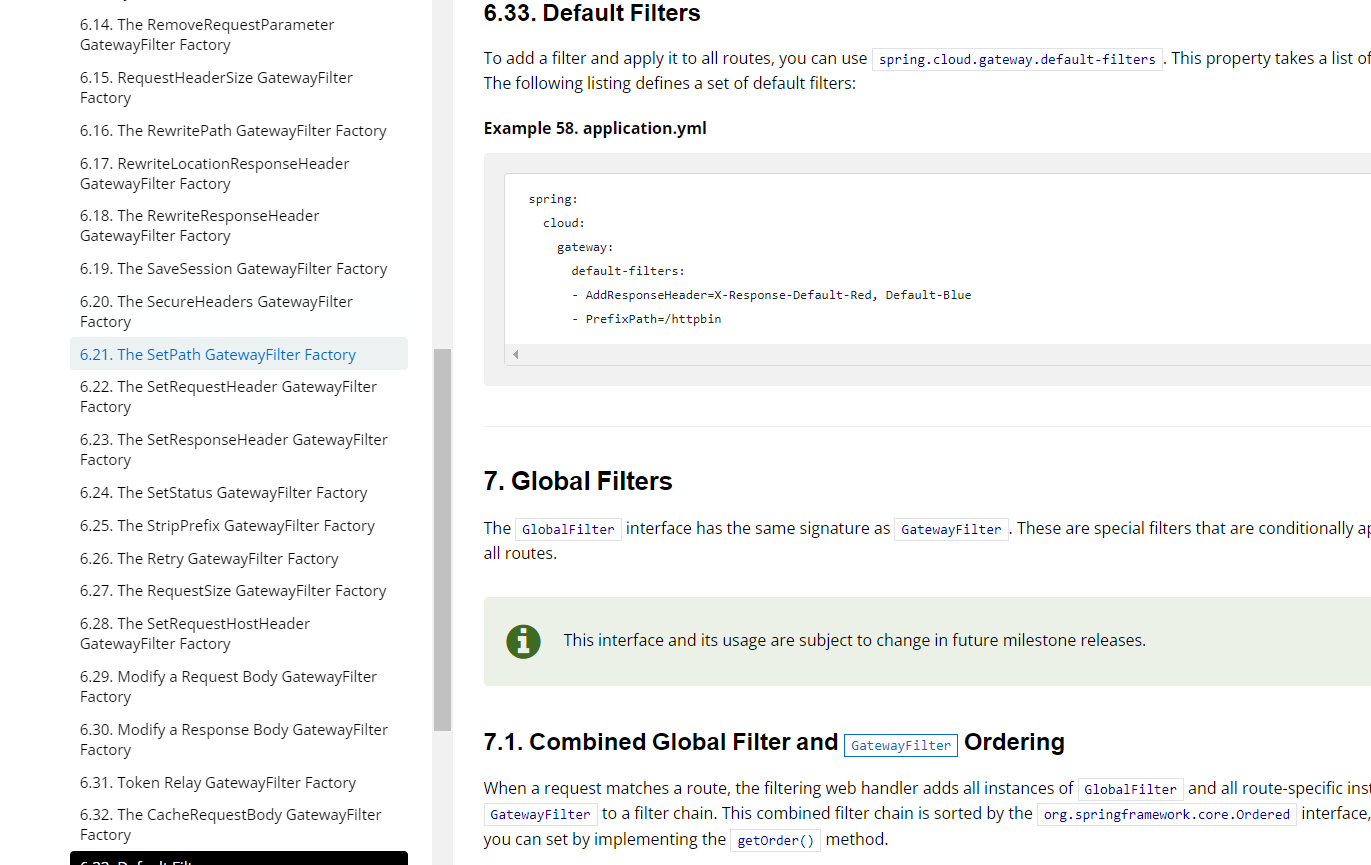 6.14. The RemoveRequestParameter
GatewayFilter Factory
6.15. RequestHeaderSize GatewayFilter
Factory
6.16. The RewritePath GatewayFilter Factory
6.17. RewriteLocationResponseHeader
GatewayFilter Factory
6.18. The RewriteResponseHeader
GatewayFilter Factory
6.19. The SaveSession GatewayFilter Factory
6.20. The SecureHeaders GatewayFilter
Factory
6.21. The SetPath GatewayFilter Factory
6.22. The SetRequestHeader GatewayFilter
Factory
6.23. The SetResponseHeader GatewayFilter
Factory
6.24. The SetStatus GatewayFilter Factory
6.25. The StripPrefix GatewayFilter Factory
6.26. The Retry GatewayFilter Factory
6.27. The RequestSize GatewayFilter Factory
6.28. The SetRequestHostHeader
GatewayFilter Factory
6.29. Modify a Request Body GatewayFilter
Factory
6.30. Modify a Response Body GatewayFilter
Factory
6.31. Token Relay GatewayFilter Factory
6.32. The CacheRequestBody GatewayFilter
Factory
6.33. Default Filters
6.33. Default Filters
To add a filter and apply it to all routes, you can use spring.cloud.gateway.default-filters . This property takes a list of
The following listing defines a set of default filters:
Example 58. application.yml
spring:
  cloud:
    gateway:
      default-filters:
      - AddResponseHeader=X-Response-Default-Red, Default-Blue
      - PrefixPath=/httpbin
7. Global Filters
The GlobalFilter interface has the same signature as GatewayFilter . These are special filters that are conditionally
all routes.
This interface and its usage are subject to change in future milestone releases.
7.1. Combined Global Filter and GatewayFilter Ordering
When a request matches a route, the filtering web handler adds all instances of GlobalFilter and all route-specific
GatewayFilter to a filter chain. This combined filter chain is sorted by the org.springframework.core.Ordered interface,
you can set by implementing the getOrder() method.